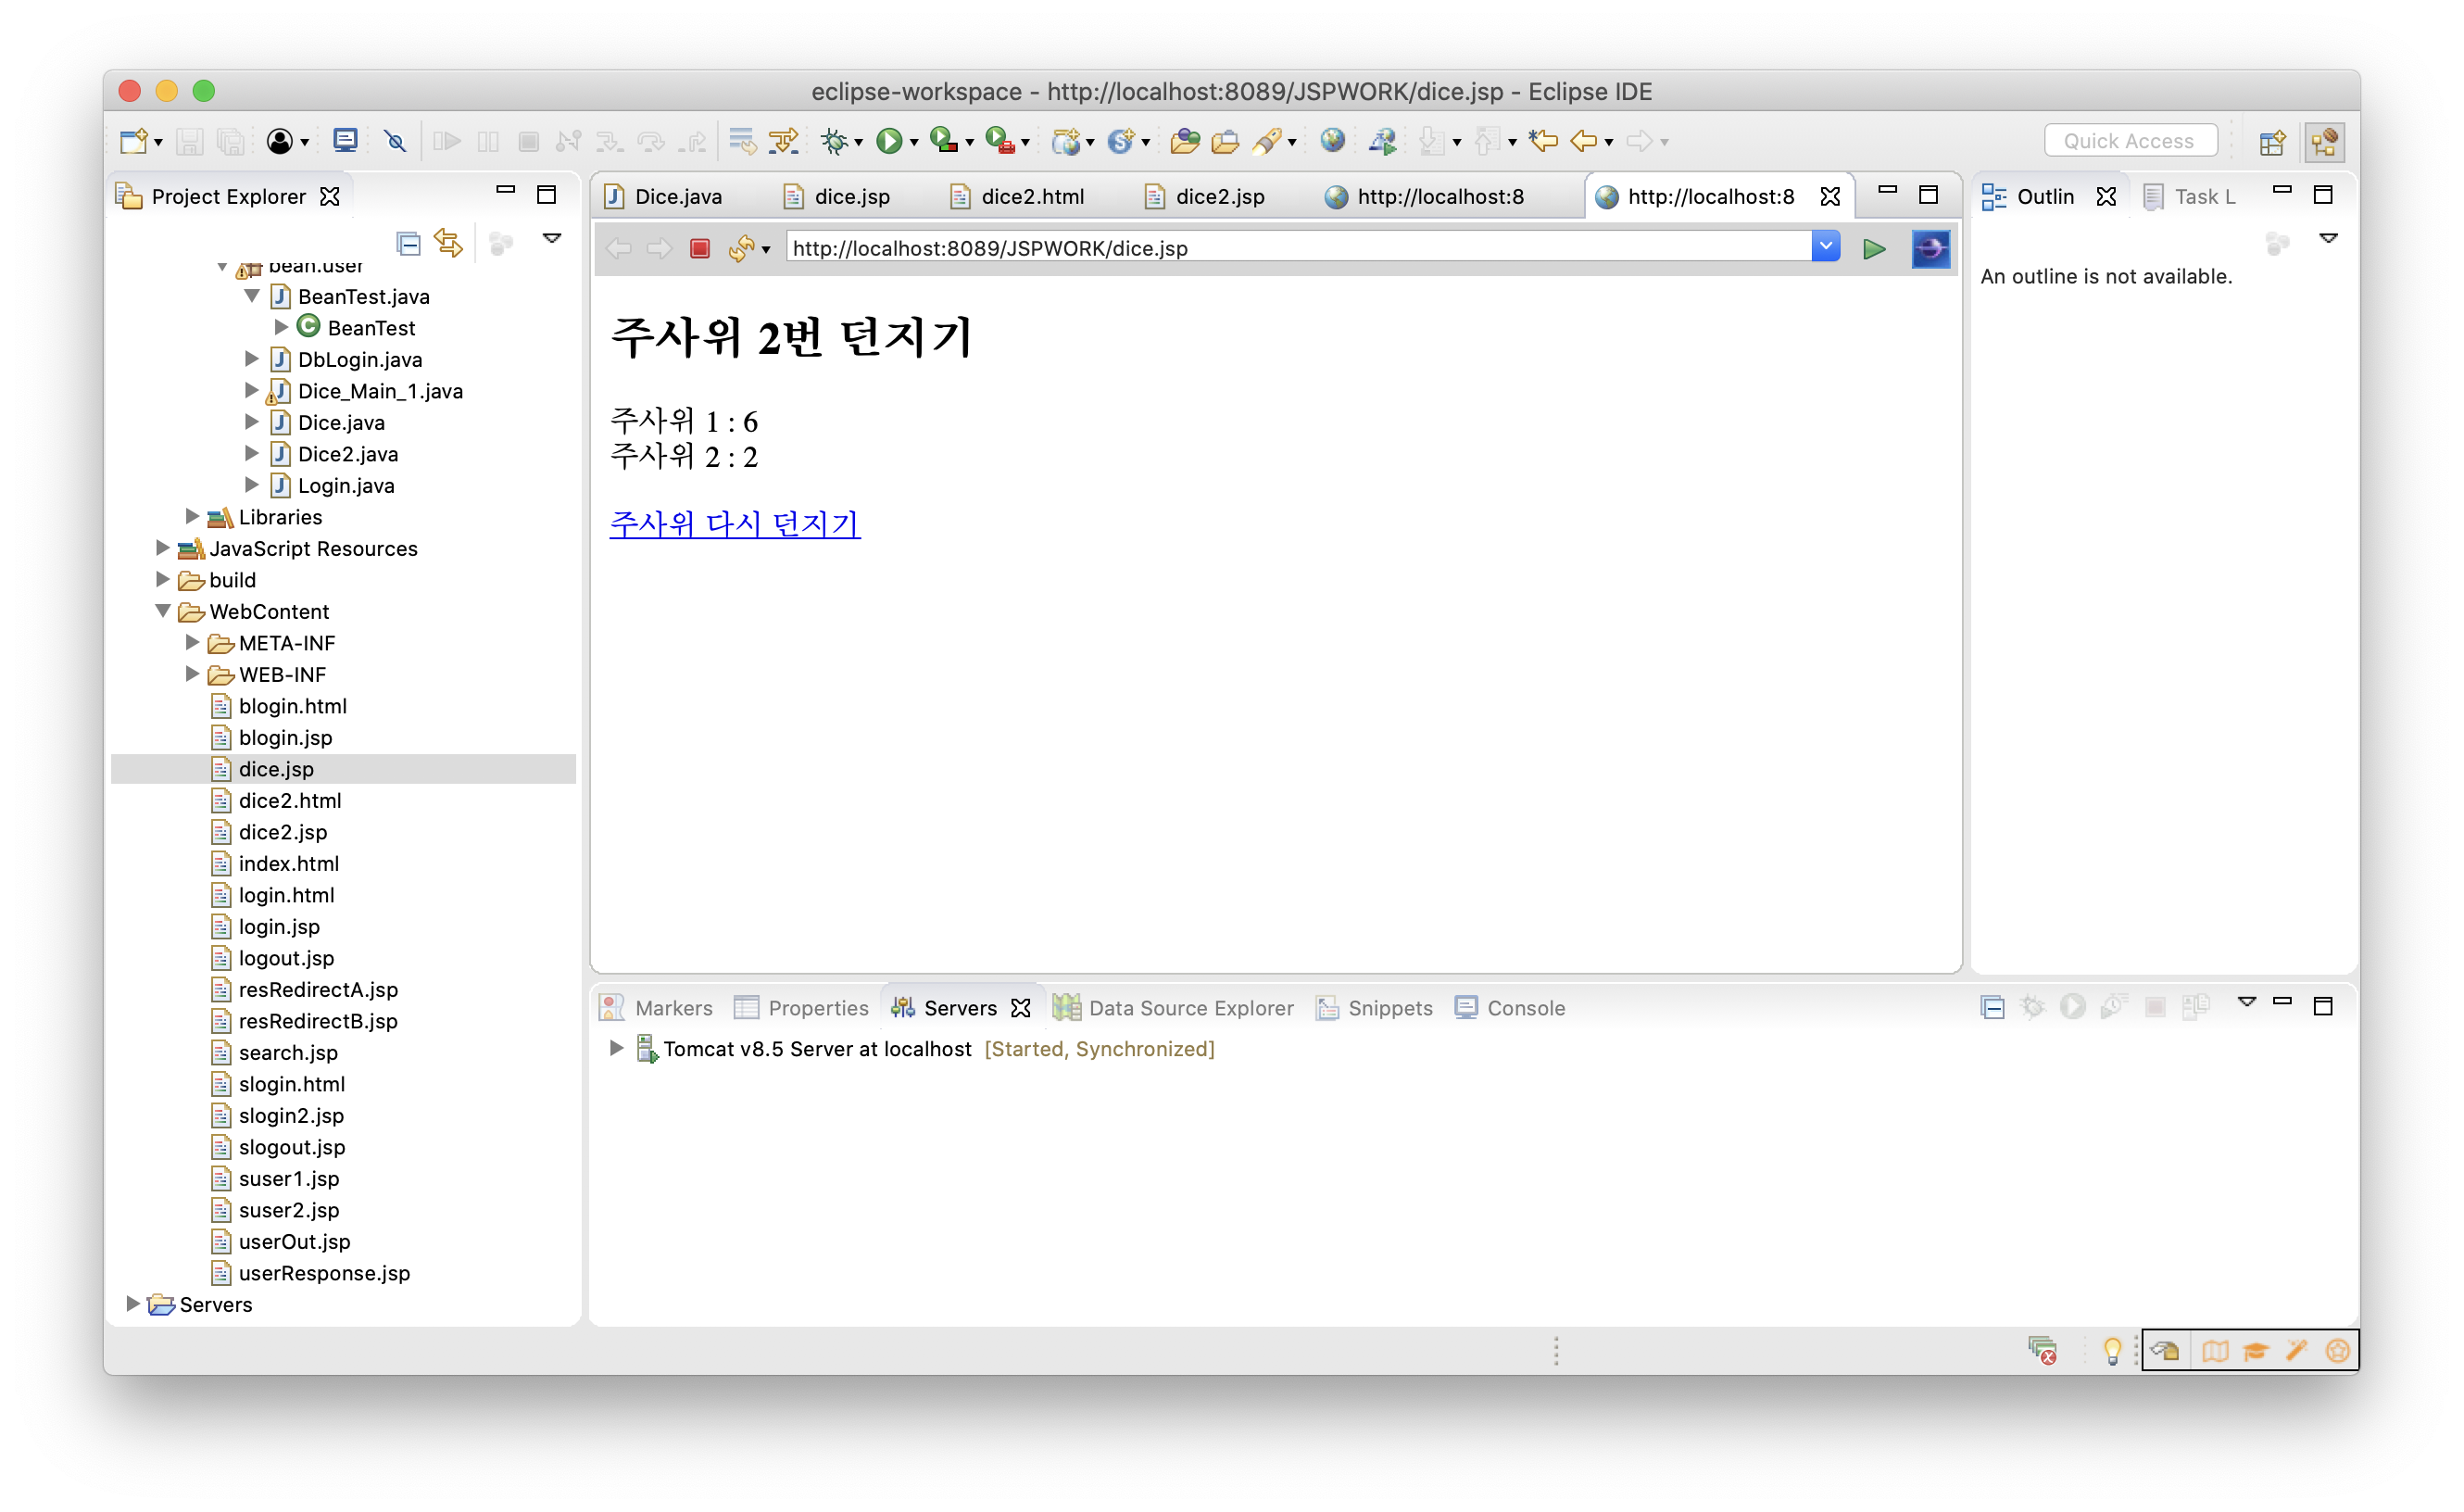 eclipse-workspace - http://localhost:8089/JSPWORK/dice.jsp - Eclipse IDE
Quick Access
Project Explorer
bean.user
BeanTest.java
BeanTest
DbLogin.java
Dice_Main_1.java
Dice.java
Dice2.java
Login.java
Libraries
JavaScript Resources
build
WebContent
META-INF
WEB-INF
blogin.html
blogin.jsp
dice.jsp
dice2.html
dice2.jsp
index.html
login.html
login.jsp
logout.jsp
resRedirectA.jsp
resRedirectB.jsp
search.jsp
slogin.html
slogin2.jsp
slogout.jsp
suser1.jsp
suser2.jsp
userOut.jsp
userResponse.jsp
Servers
Dice.java dice.jsp dice2.html dice2.jsp http://localhost:8 http://localhost:8
http://localhost:8089/JSPWORK/dice.jsp
주사위 2번 던지기
주사위 1 : 6
주사위 2 : 2
주사위 다시 던지기
Outlin Task L
An outline is not available.
Markers Properties Servers Data Source Explorer Snippets Console
Tomcat v8.5 Server at localhost [Started, Synchronized]